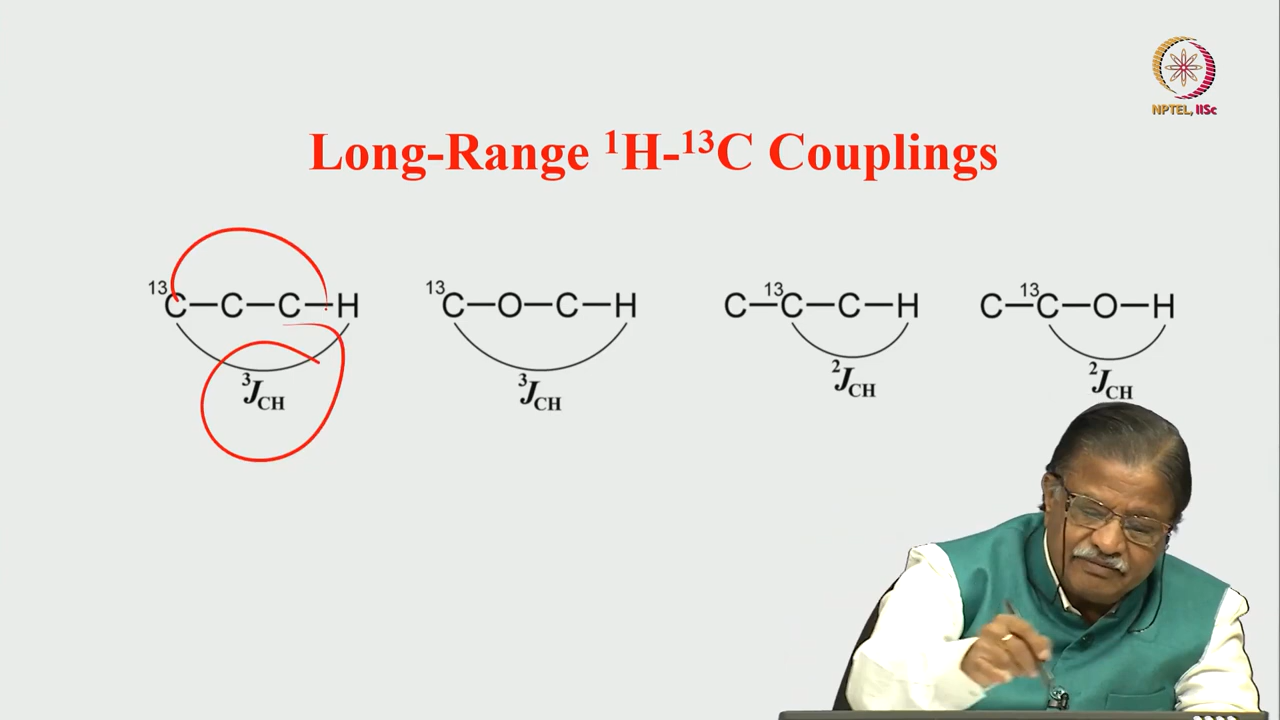 NPTEL, IISc
Long-Range ¹H-¹³C Couplings
¹³C—C—C—H ¹³C—O—C—H C—¹³C—C—H C—¹³C—O—H
³J_CH ³J_CH ²J_CH ²J_CH